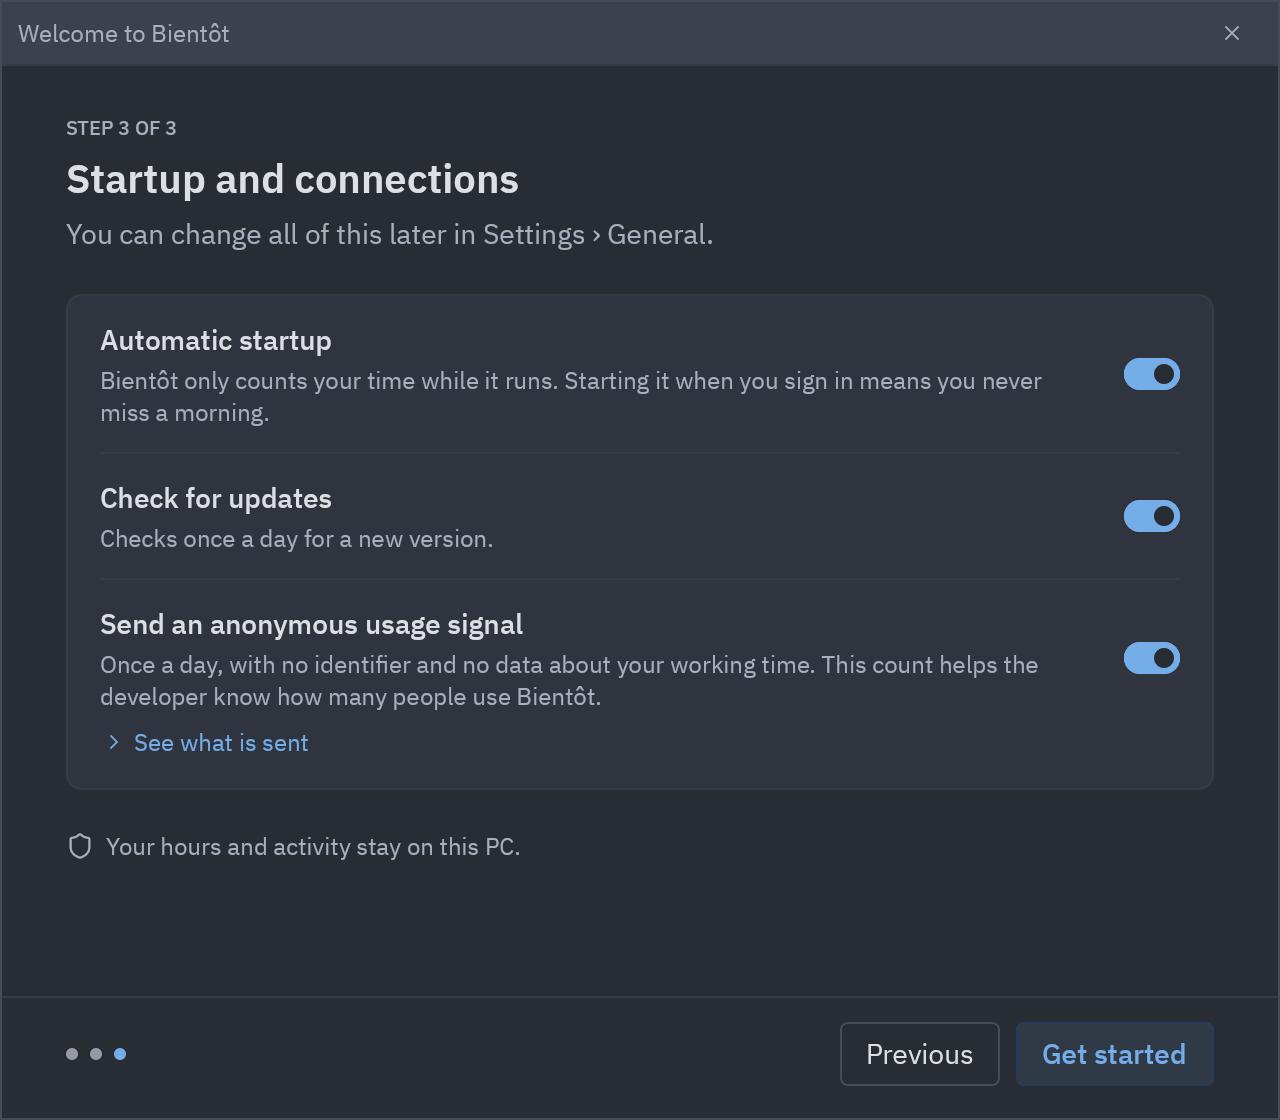 Welcome to Bientôt
STEP 3 OF 3
Startup and connections
You can change all of this later in Settings › General.
Automatic startup
Bientôt only counts your time while it runs. Starting it when you sign in means you never
miss a morning.
Check for updates
Checks once a day for a new version.
Send an anonymous usage signal
Once a day, with no identifier and no data about your working time. This count helps the
developer know how many people use Bientôt.
See what is sent
Your hours and activity stay on this PC.
Previous
Get started